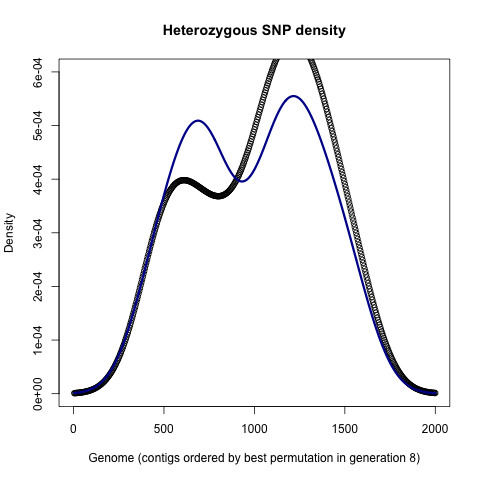 Heterozygous SNP density
6e-04
5e-04
4e-04
3e-04
2e-04
1e-04
0e+00
Density
0 500 1000 1500 2000
Genome (contigs ordered by best permutation in generation 8)